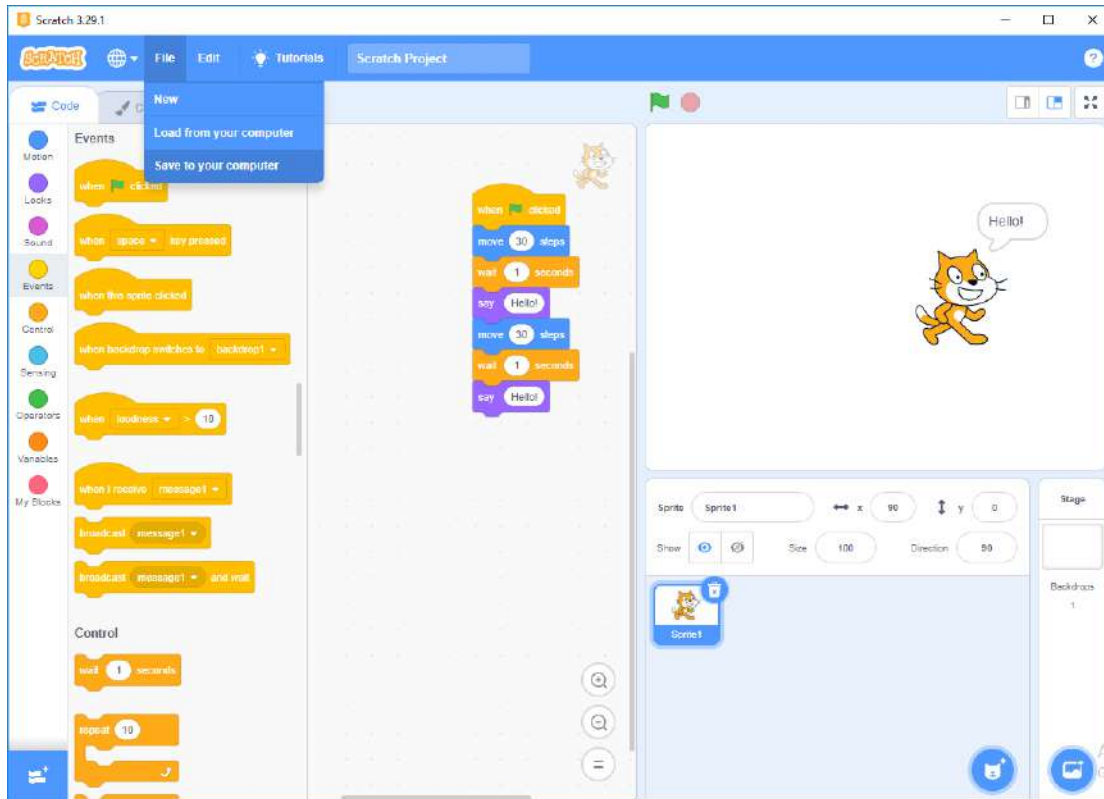 Scratch 3.29.1
SCRATCH
File Edit Tutorials Scratch Project
?
New
Load from your computer
Save to your computer
Code
Motion
Looks
Sound
Events
Control
Sensing
Operators
Variables
My Blocks
Events
when clicked
when space key pressed
when this sprite clicked
when backdrop switches to backdrop1
when loudness > 10
when I receive message1
broadcast message1
broadcast message1 and wait
Control
wait 1 seconds
repeat 10
when clicked
move 30 steps
wait 1 seconds
say Hello!
move 30 steps
wait 1 seconds
say Hello!
Hello!
Sprite Sprite1 x 90 y 0
Show Size 100 Direction 90
Sprite1
Stage
Backdrops
1